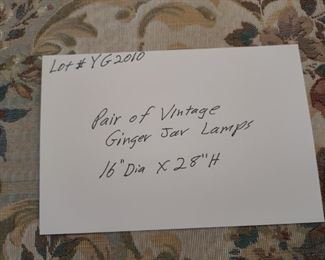 Lot # YG2010
Pair of Vintage
Ginger Jar Lamps
16" Dia X 28" H